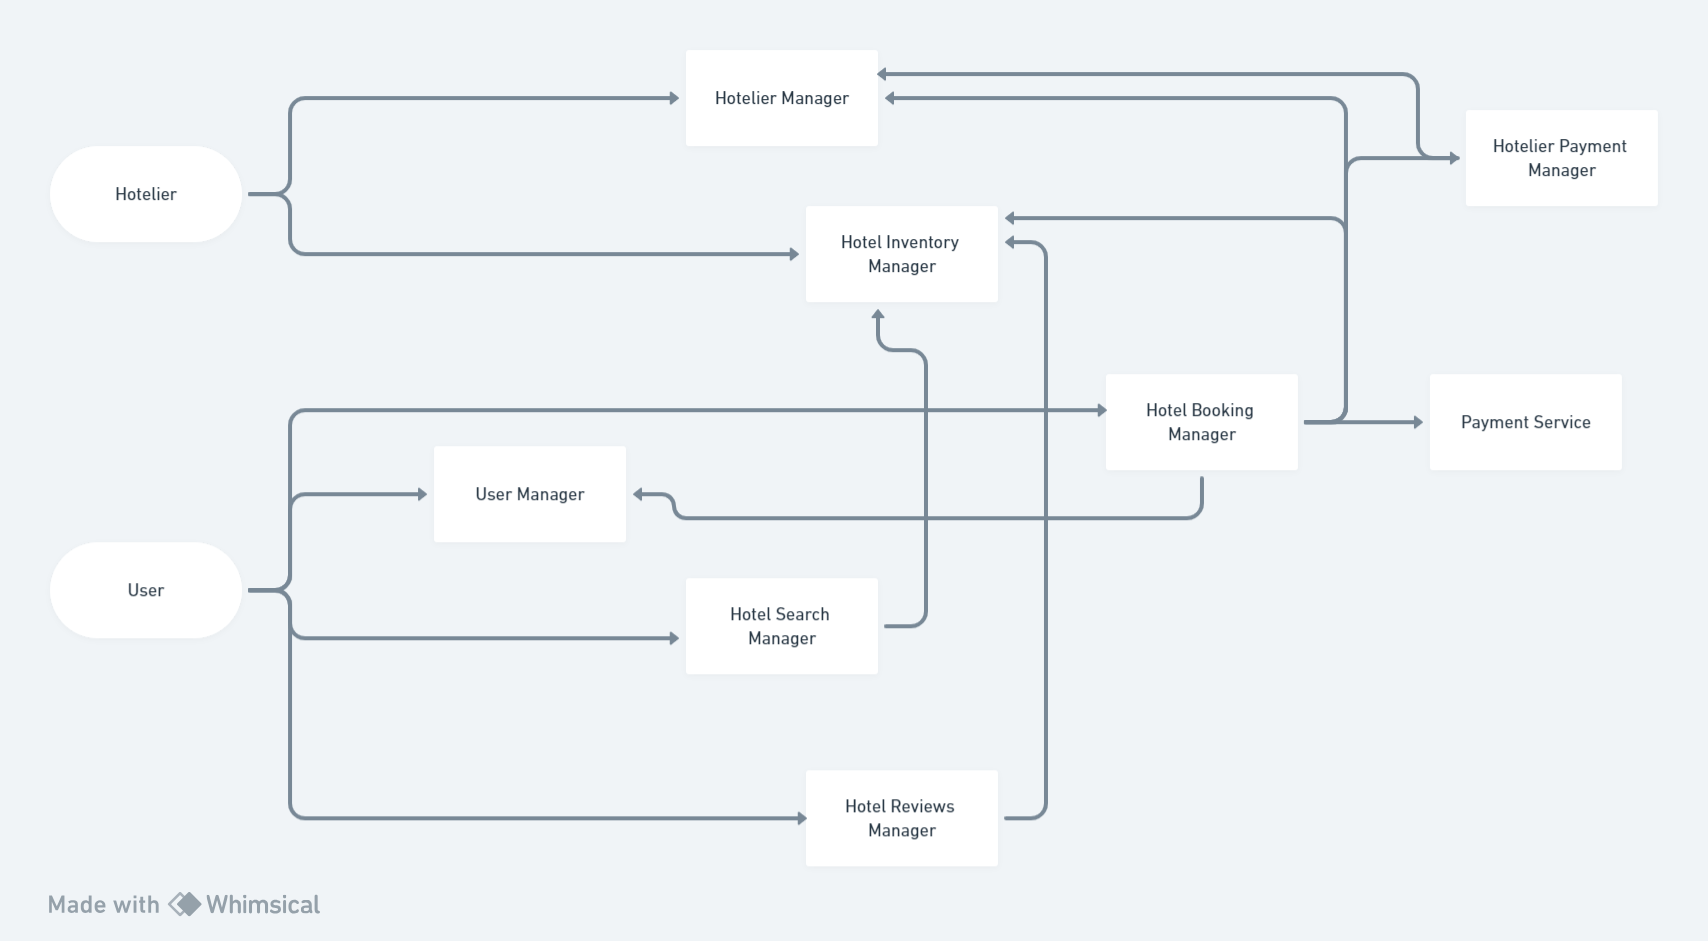 Hotelier Manager
Hotelier Payment
Manager
Hotelier
Hotel Inventory
Manager
Hotel Booking
Manager
Payment Service
User Manager
User
Hotel Search
Manager
Hotel Reviews
Manager
Made with Whimsical